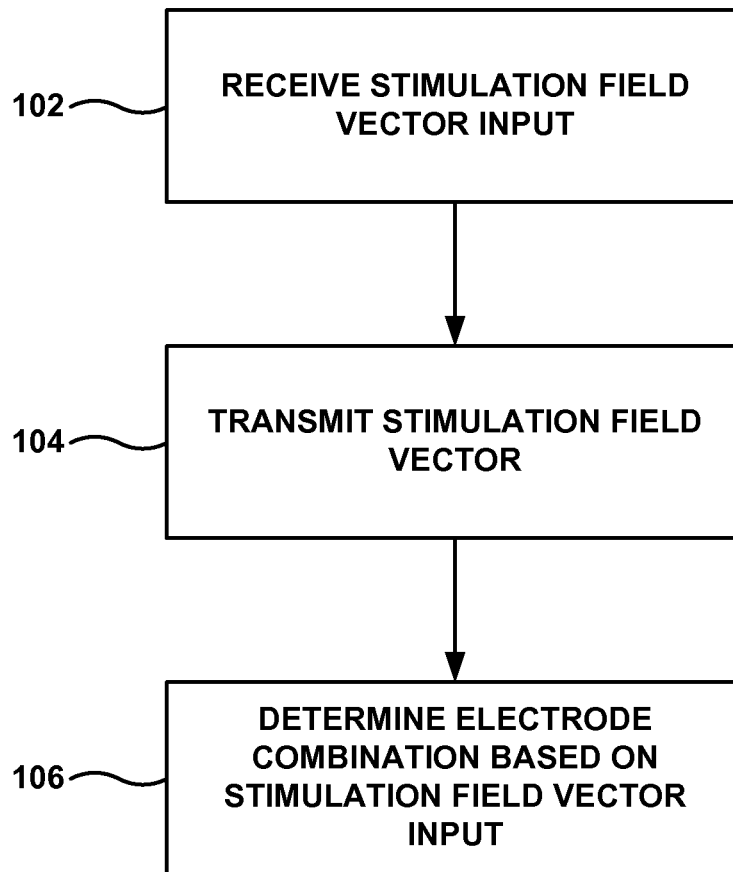 102
RECEIVE STIMULATION FIELD
VECTOR INPUT
104
TRANSMIT STIMULATION FIELD
VECTOR
106
DETERMINE ELECTRODE
COMBINATION BASED ON
STIMULATION FIELD VECTOR
INPUT